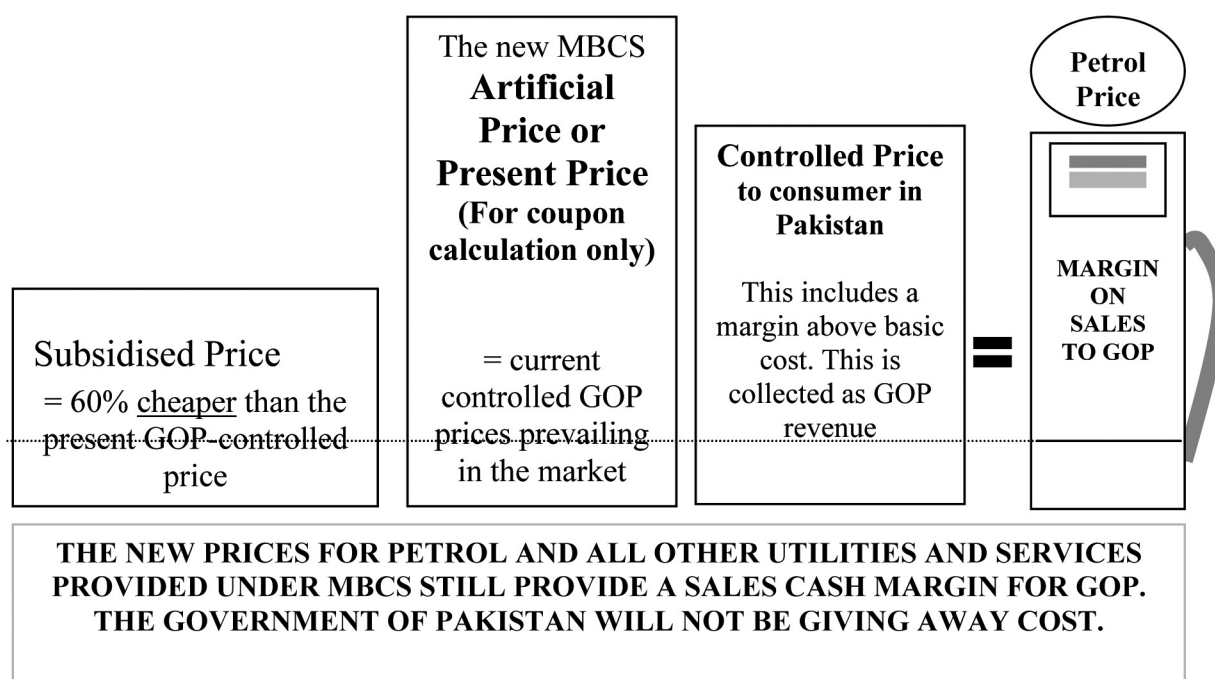 The new MBCS
Artificial
Price or
Present Price
(For coupon
calculation only)
= current
controlled GOP
prices prevailing
in the market
Petrol
Price
Controlled Price
to consumer in
Pakistan
This includes a
margin above basic
cost. This is
collected as GOP
revenue
=
MARGIN
ON
SALES
TO GOP
Subsidised Price
= 60% cheaper than the
present GOP-controlled
price
THE NEW PRICES FOR PETROL AND ALL OTHER UTILITIES AND SERVICES
PROVIDED UNDER MBCS STILL PROVIDE A SALES CASH MARGIN FOR GOP.
THE GOVERNMENT OF PAKISTAN WILL NOT BE GIVING AWAY COST.